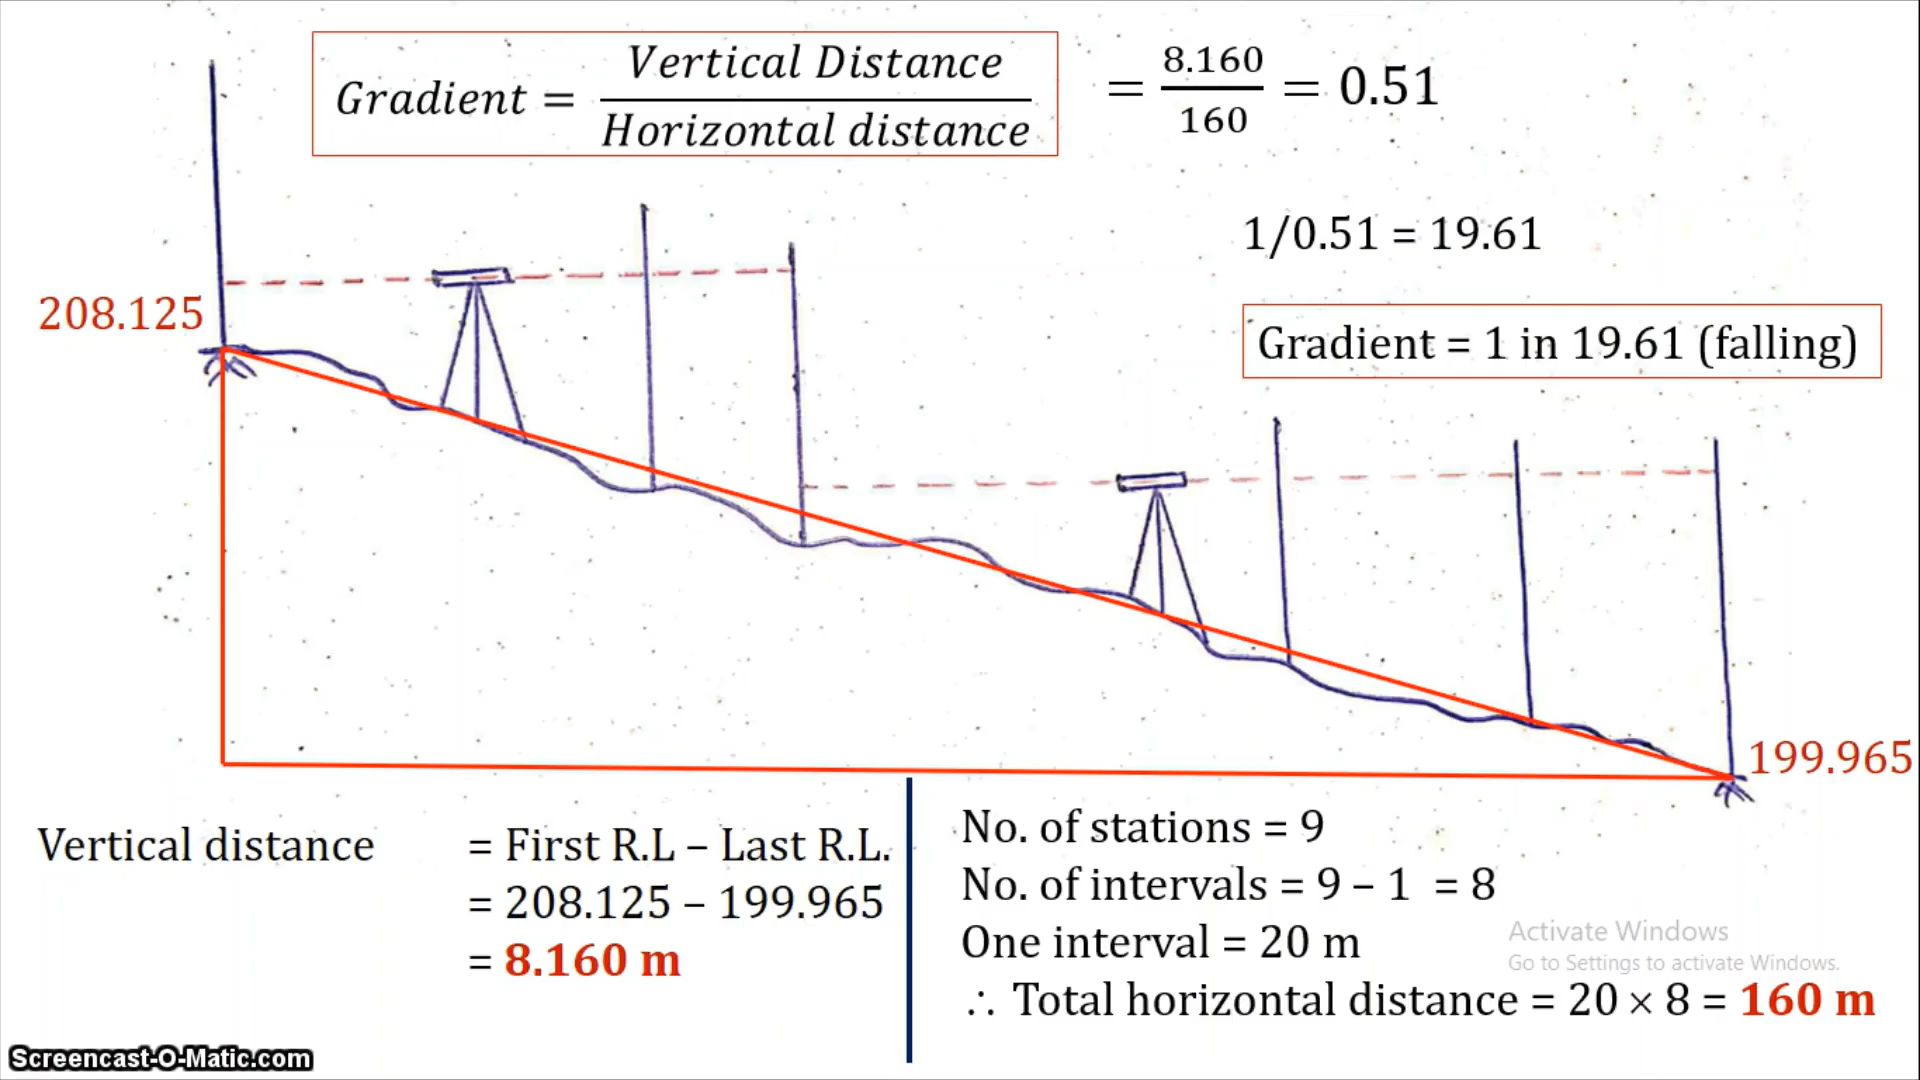 Gradient = Vertical Distance / Horizontal distance = 8.160 / 160 = 0.51
1/0.51 = 19.61
208.125
Gradient = 1 in 19.61 (falling)
199.965
Vertical distance = First R.L – Last R.L.
= 208.125 – 199.965
= 8.160 m
No. of stations = 9
No. of intervals = 9 – 1 = 8
One interval = 20 m
∴ Total horizontal distance = 20 × 8 = 160 m
Activate Windows
Go to Settings to activate Windows.
Screencast-O-Matic.com